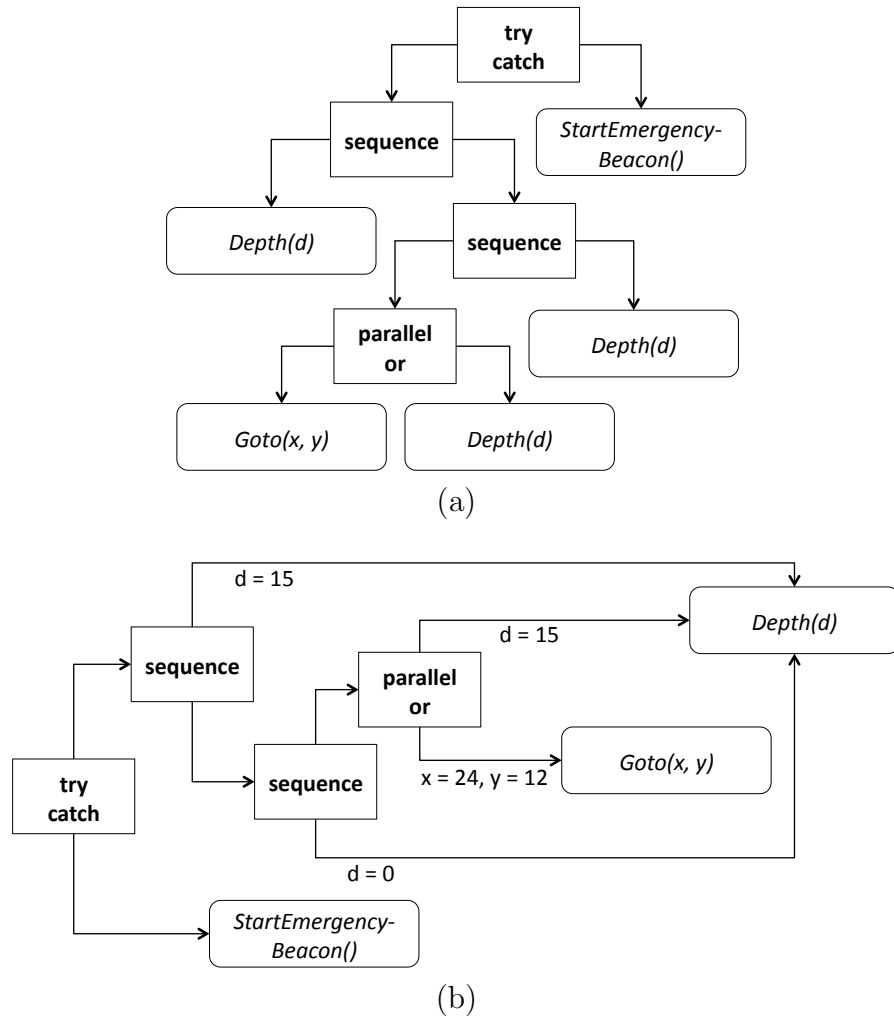 try
catch
sequence
StartEmergency-
Beacon()
Depth(d)
sequence
parallel
or
Depth(d)
Goto(x, y)
Depth(d)
(a)
d = 15
Depth(d)
sequence
d = 15
parallel
or
try
catch
sequence
Goto(x, y)
x = 24, y = 12
d = 0
StartEmergency-
Beacon()
(b)